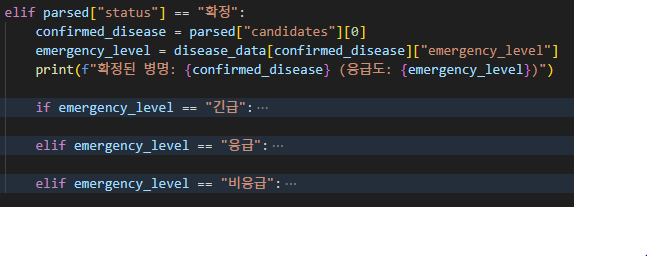 elif parsed["status"] == "확정":
confirmed_disease = parsed["candidates"][0]
emergency_level = disease_data[confirmed_disease]["emergency_level"]
print(f"확정된 병명: {confirmed_disease} (응급도: {emergency_level})")
if emergency_level == "긴급":…
elif emergency_level == "응급":…
elif emergency_level == "비응급":…